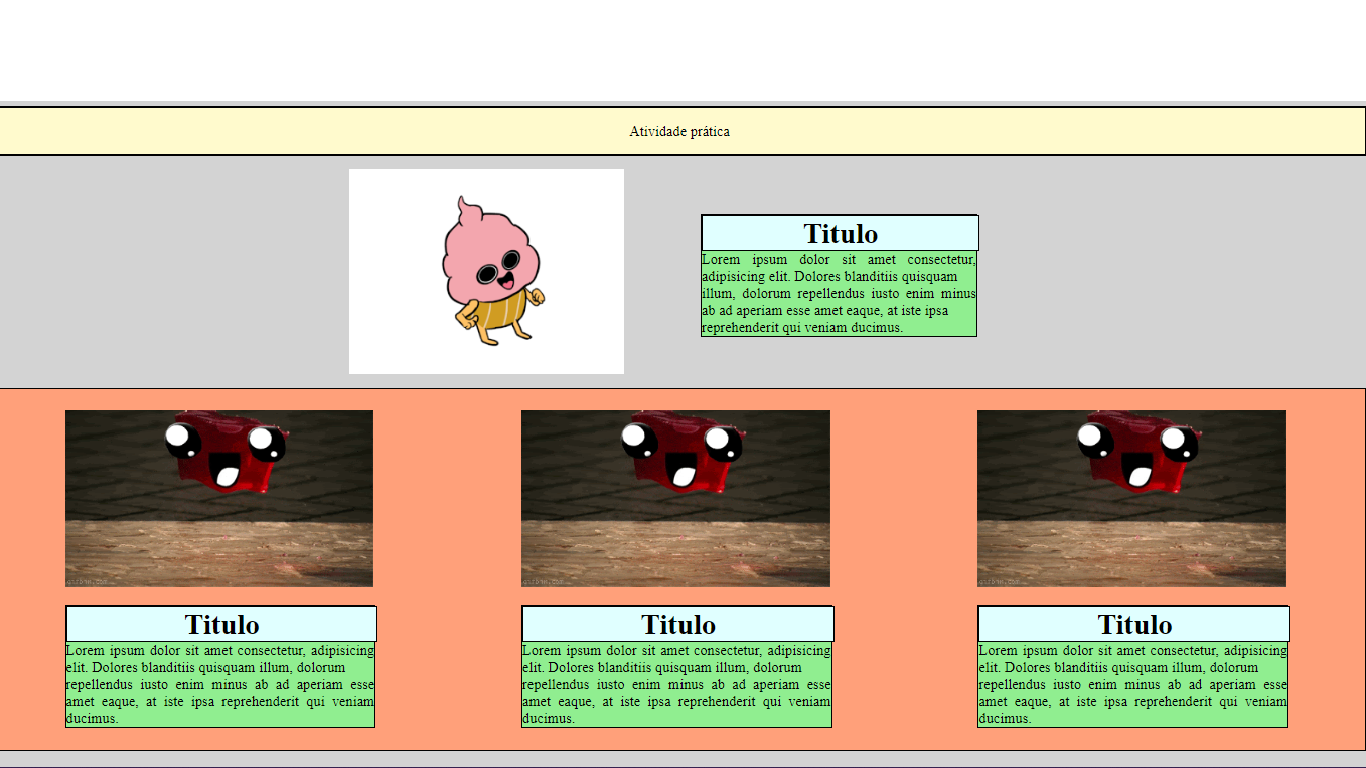 Atividade prática
Titulo
Lorem ipsum dolor sit amet consectetur,
adipisicing elit. Dolores blanditiis quisquam
illum, dolorum repellendus iusto enim minus
ab ad aperiam esse amet eaque, at iste ipsa
reprehenderit qui veniam ducimus.
Titulo
Lorem ipsum dolor sit amet consectetur, adipisicing
elit. Dolores blanditiis quisquam illum, dolorum
repellendus iusto enim minus ab ad aperiam esse
amet eaque, at iste ipsa reprehenderit qui veniam
ducimus.
Titulo
Lorem ipsum dolor sit amet consectetur, adipisicing
elit. Dolores blanditiis quisquam illum, dolorum
repellendus iusto enim minus ab ad aperiam esse
amet eaque, at iste ipsa reprehenderit qui veniam
ducimus.
Titulo
Lorem ipsum dolor sit amet consectetur, adipisicing
elit. Dolores blanditiis quisquam illum, dolorum
repellendus iusto enim minus ab ad aperiam esse
amet eaque, at iste ipsa reprehenderit qui veniam
ducimus.